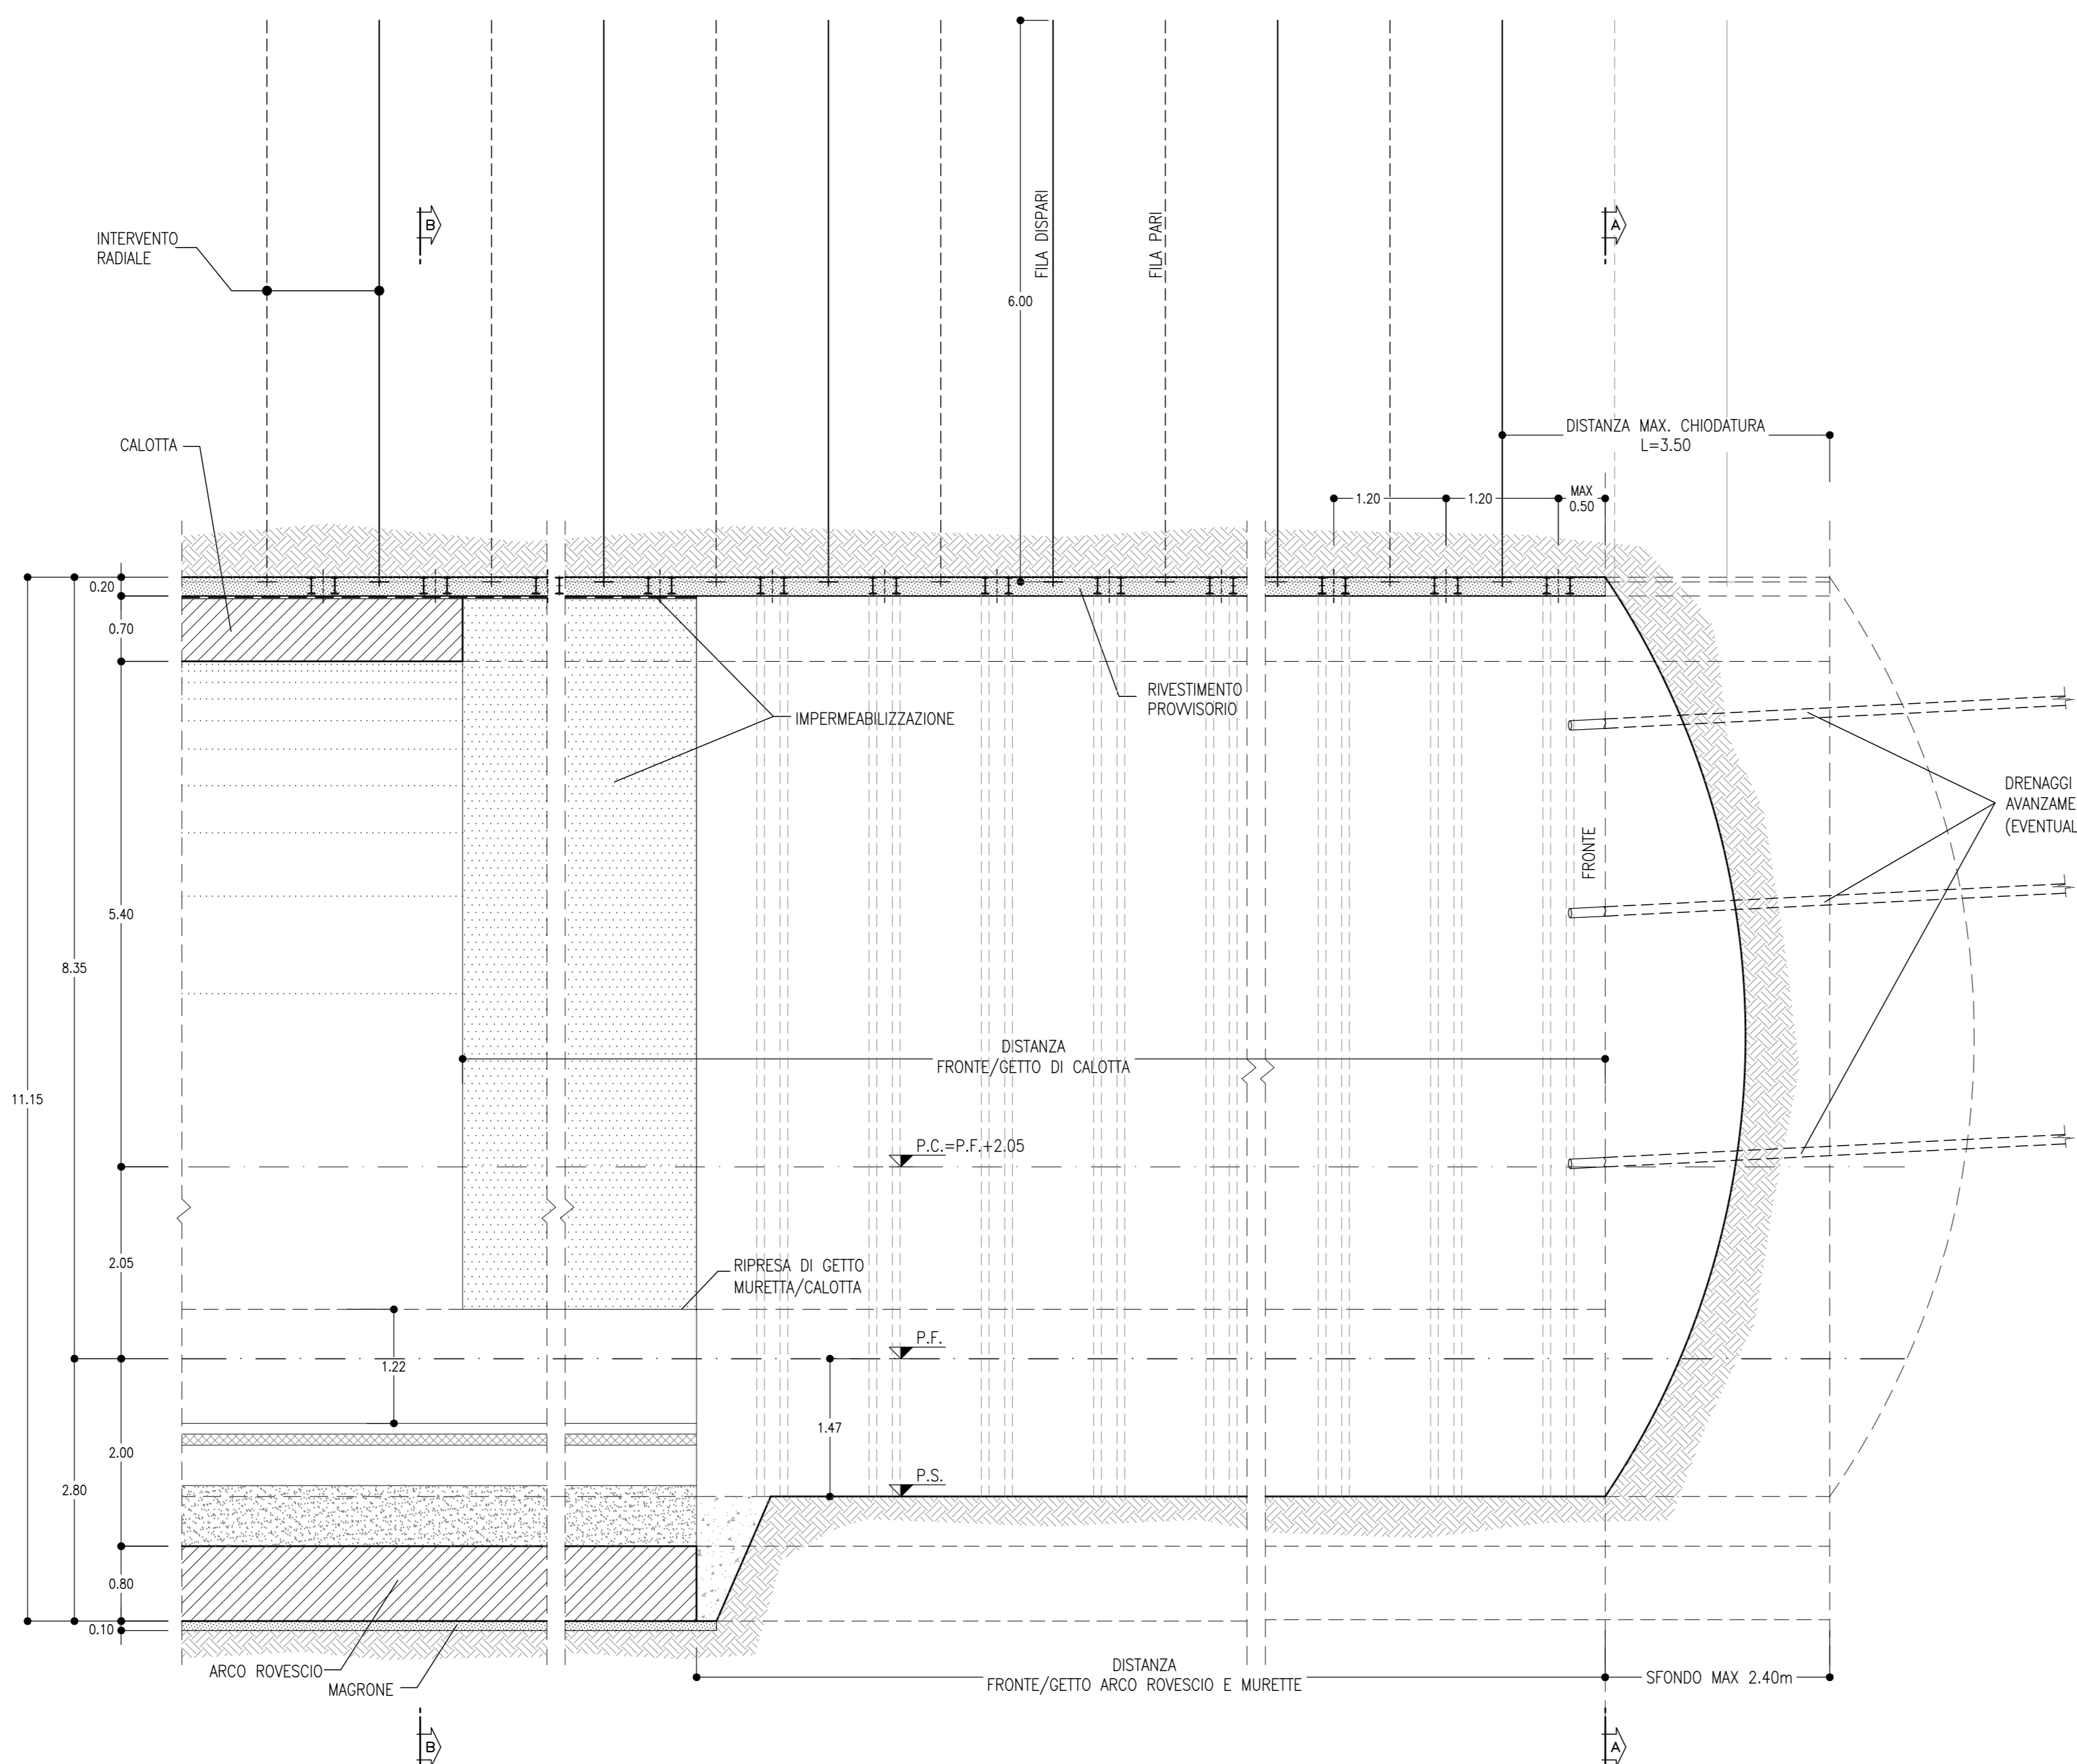 FILA DISPARI
FILA PARI
B
A
INTERVENTO
RADIALE
6.00
DISTANZA MAX. CHIODATURA
L=3.50
CALOTTA
1.20
1.20
MAX
0.50
0.20
0.70
RIVESTIMENTO
PROVVISORIO
IMPERMEABILIZZAZIONE
DRENAGGI
AVANZAME
(EVENTUAL
FRONTE
5.40
8.35
DISTANZA
FRONTE/GETTO DI CALOTTA
11.15
P.C.=P.F.+2.05
2.05
RIPRESA DI GETTO
MURETTA/CALOTTA
P.F.
1.22
1.47
2.00
P.S.
2.80
0.80
0.10
ARCO ROVESCIO
MAGRONE
DISTANZA
FRONTE/GETTO ARCO ROVESCIO E MURETTE
SFONDO MAX 2.40m
B
A